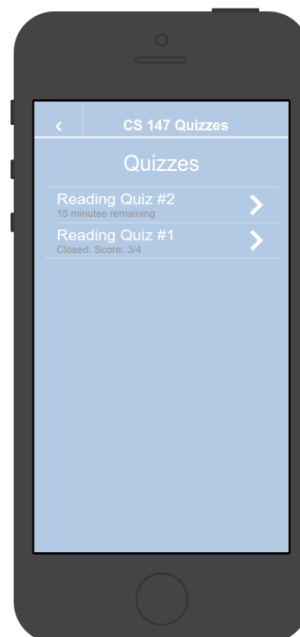 CS 147 Quizzes
Quizzes
Reading Quiz #2
15 minutes remaining
Reading Quiz #1
Closed. Score: 3/4